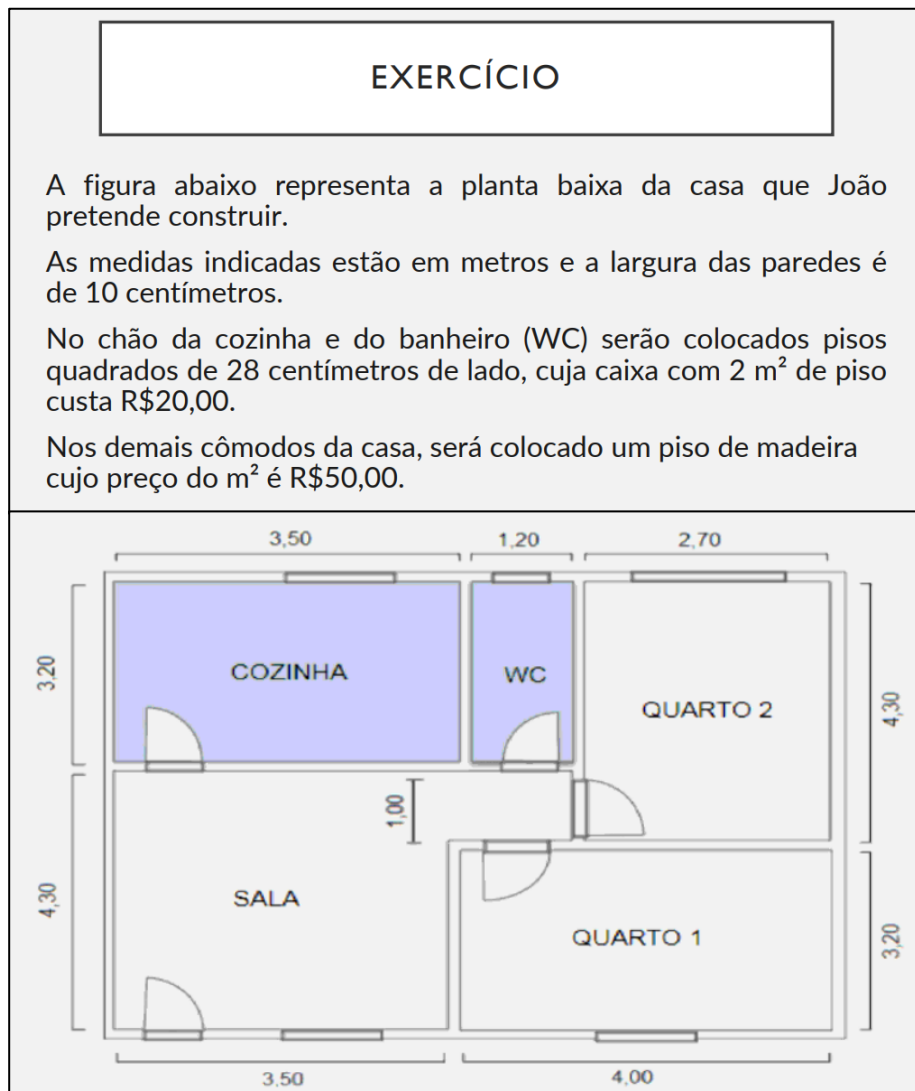 EXERCÍCIO
A figura abaixo representa a planta baixa da casa que João
pretende construir.
As medidas indicadas estão em metros e a largura das paredes é
de 10 centímetros.
No chão da cozinha e do banheiro (WC) serão colocados pisos
quadrados de 28 centímetros de lado, cuja caixa com 2 m² de piso
custa R$20,00.
Nos demais cômodos da casa, será colocado um piso de madeira
cujo preço do m² é R$50,00.
3,50
1,20
2,70
3,20
COZINHA
WC
QUARTO 2
4,30
1,00
4,30
SALA
QUARTO 1
3,20
3,50
4,00